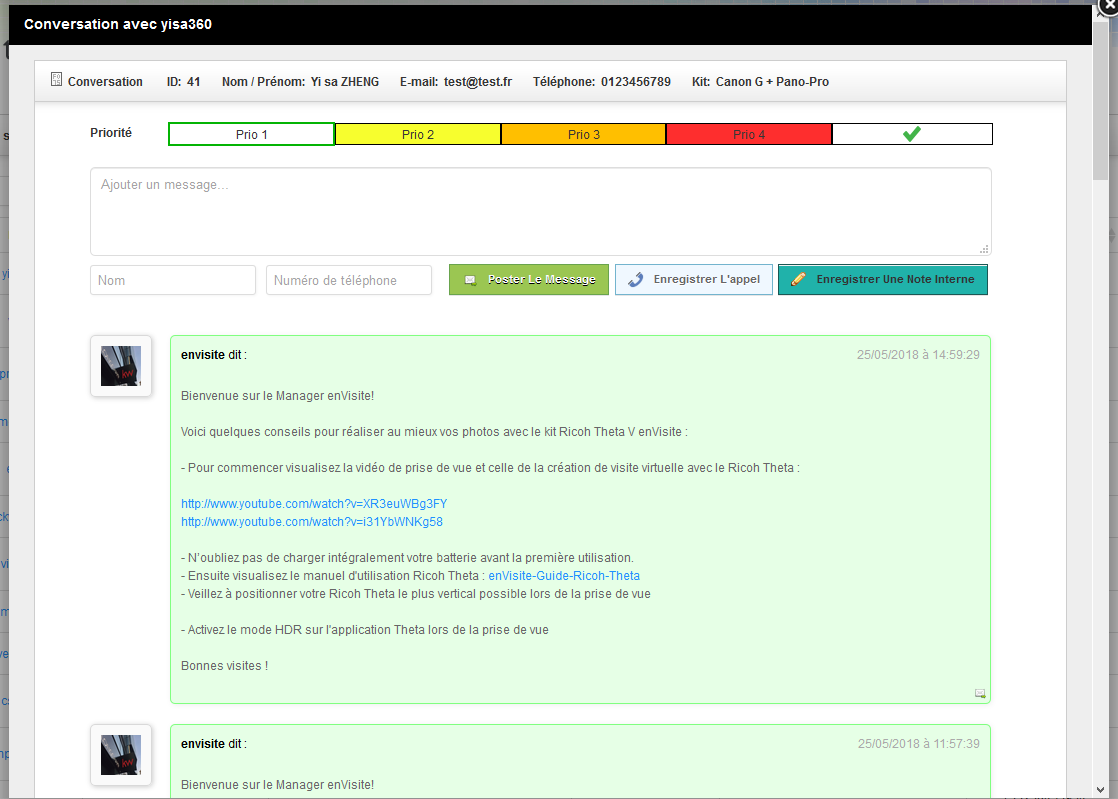 Conversation avec yisa360
Conversation ID: 41 Nom / Prénom: Yi sa ZHENG E-mail: test@test.fr Téléphone: 0123456789 Kit: Canon G + Pano-Pro
Priorité Prio 1 Prio 2 Prio 3 Prio 4
Ajouter un message...
Nom Numéro de téléphone Poster Le Message Enregistrer L'appel Enregistrer Une Note Interne
envisite dit : 25/05/2018 à 14:59:29
Bienvenue sur le Manager enVisite!
Voici quelques conseils pour réaliser au mieux vos photos avec le kit Ricoh Theta V enVisite :
- Pour commencer visualisez la vidéo de prise de vue et celle de la création de visite virtuelle avec le Ricoh Theta :
http://www.youtube.com/watch?v=XR3euWBg3FY
http://www.youtube.com/watch?v=i31YbWNKg58
- N'oubliez pas de charger intégralement votre batterie avant la première utilisation.
- Ensuite visualisez le manuel d'utilisation Ricoh Theta : enVisite-Guide-Ricoh-Theta
- Veillez à positionner votre Ricoh Theta le plus vertical possible lors de la prise de vue
- Activez le mode HDR sur l'application Theta lors de la prise de vue
Bonnes visites !
envisite dit : 25/05/2018 à 11:57:39
Bienvenue sur le Manager enVisite!